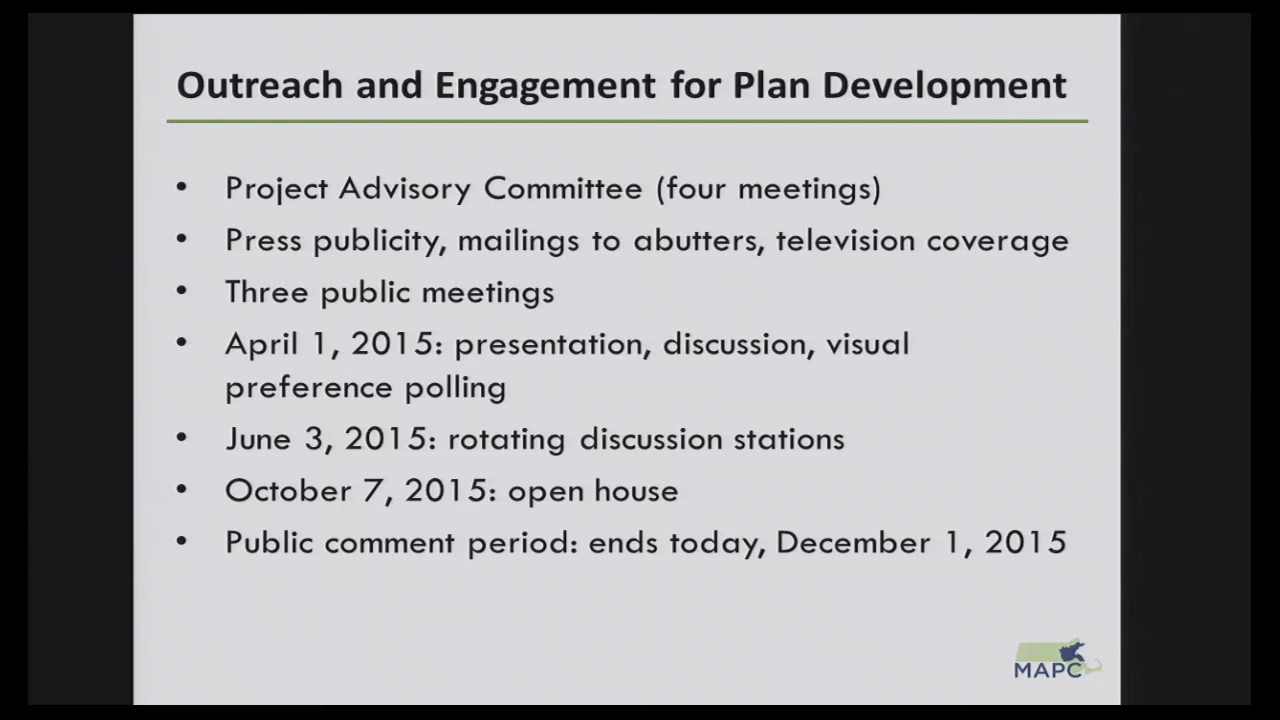 Outreach and Engagement for Plan Development
• Project Advisory Committee (four meetings)
• Press publicity, mailings to abutters, television coverage
• Three public meetings
• April 1, 2015: presentation, discussion, visual
preference polling
• June 3, 2015: rotating discussion stations
• October 7, 2015: open house
• Public comment period: ends today, December 1, 2015
MAPC